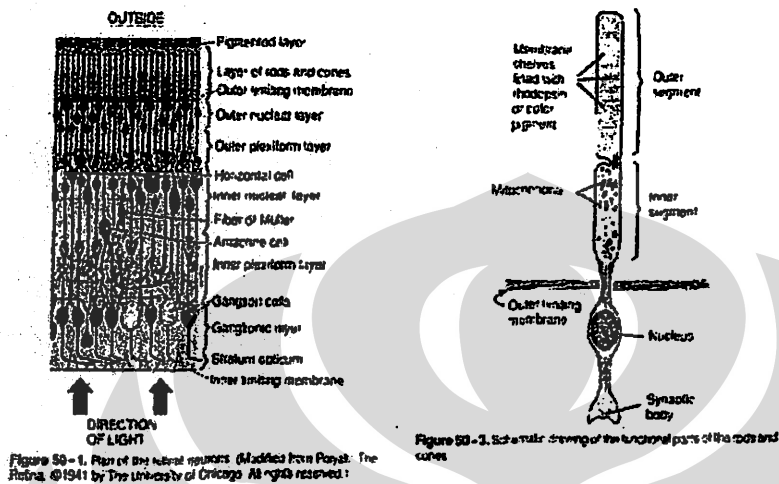 OUTSIDE
Pigmented layer
Layer of rods and cones
Outer limiting membrane
Outer nuclear layer
Outer plexiform layer
Horizontal cell
Inner nuclear layer
Fiber of Muller
Amacrine cell
Inner plexiform layer
Ganglion cells
Ganglionic layer
Stratum opticum
Inner limiting membrane
DIRECTION
OF LIGHT
Figure 50-1. Plan of the retinal neurons. (Modified from Polyak: The
Retina. ©1941 by The University of Chicago. All rights reserved.)
Membrane
shelves
lined with
rhodopsin
or color
pigment
Outer
segment
Mitochondria
Inner
segment
Outer limiting
membrane
Nucleus
Synaptic
body
Figure 50-3. Schematic drawing of the functional parts of the rods and
cones